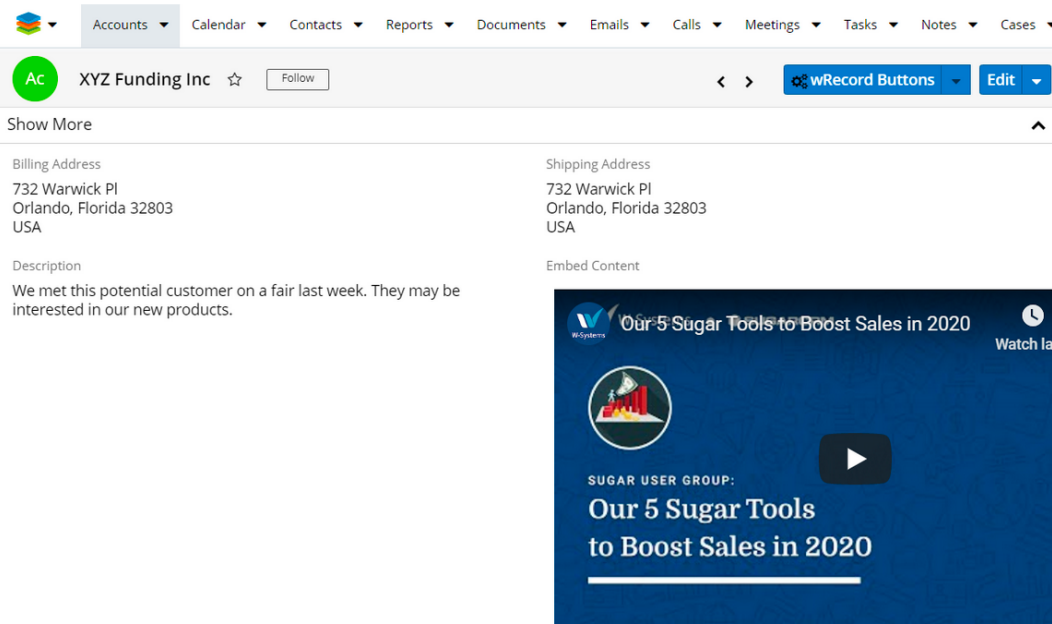 Accounts Calendar Contacts Reports Documents Emails Calls Meetings Tasks Notes Cases
Ac XYZ Funding Inc Follow wRecord Buttons Edit
Show More
Billing Address
732 Warwick Pl
Orlando, Florida 32803
USA
Shipping Address
732 Warwick Pl
Orlando, Florida 32803
USA
Description
We met this potential customer on a fair last week. They may be
interested in our new products.
Embed Content
W-Systems
Our 5 Sugar Tools to Boost Sales in 2020
Watch la
SUGAR USER GROUP:
Our 5 Sugar Tools
to Boost Sales in 2020